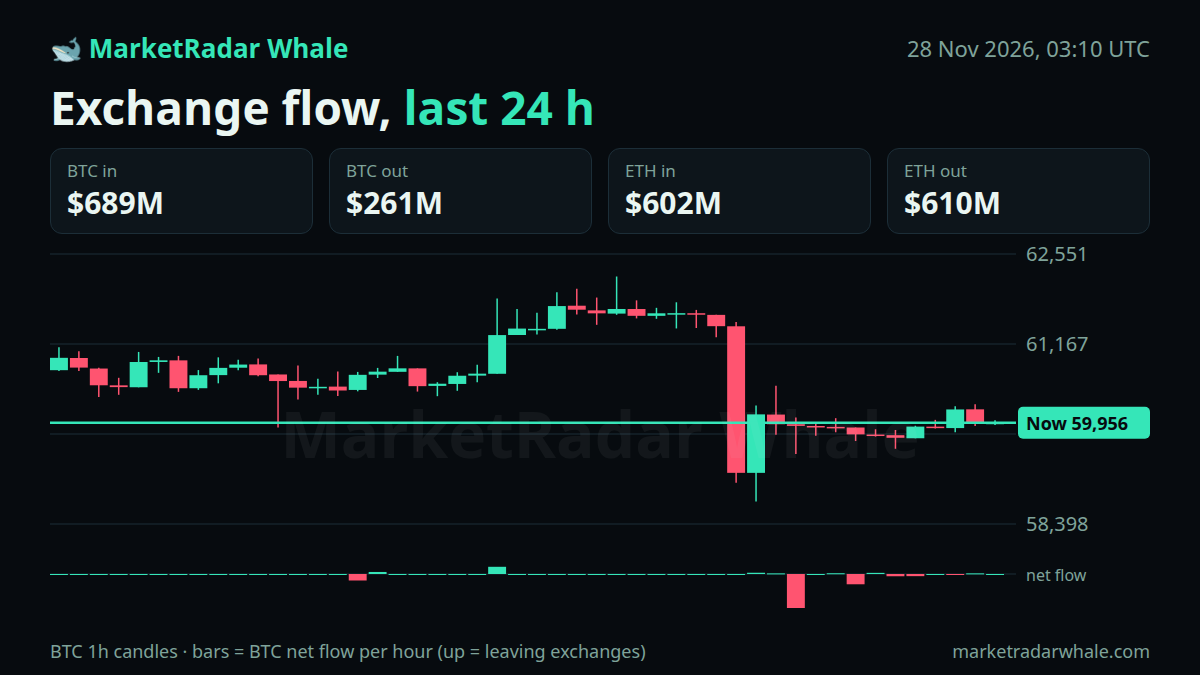 🐋 MarketRadar Whale
28 Nov 2026, 03:10 UTC
Exchange flow, last 24 h
BTC in
$689M
BTC out
$261M
ETH in
$602M
ETH out
$610M
62,551
61,167
MarketRadar Whale
Now 59,956
58,398
net flow
BTC 1h candles · bars = BTC net flow per hour (up = leaving exchanges)
marketradarwhale.com